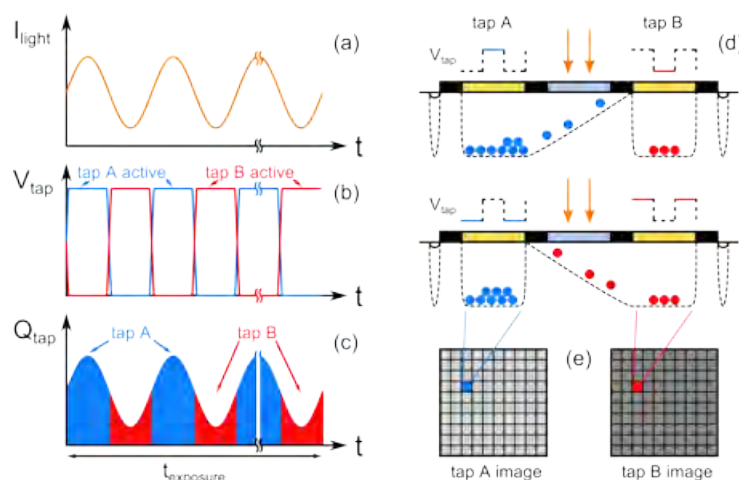 I_light
(a)
t
V_tap
tap A active
tap B active
(b)
t
Q_tap
tap A
tap B
(c)
t
t_exposure
tap A
tap B
(d)
V_tap
V_tap
(e)
tap A image
tap B image